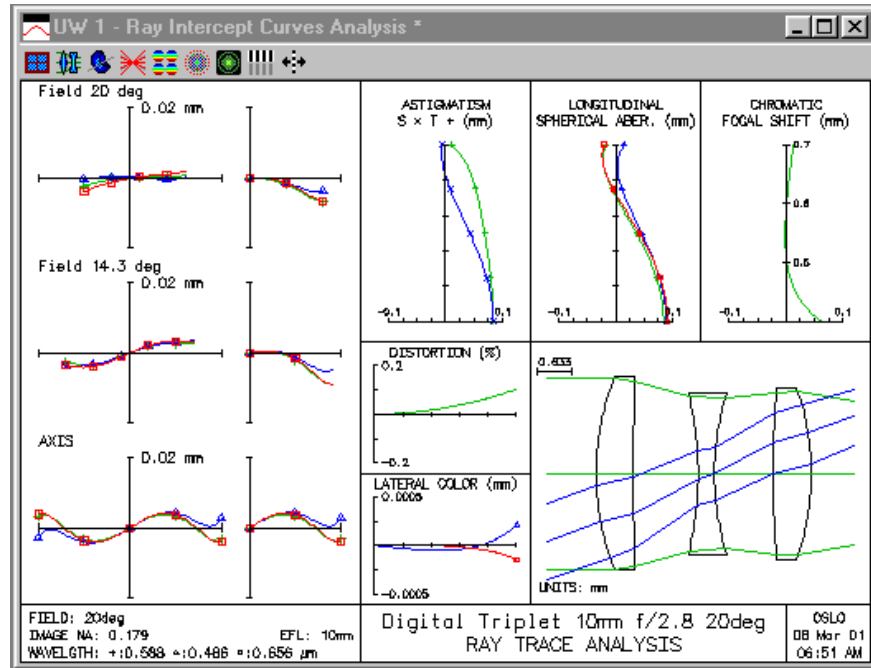 UW 1 - Ray Intercept Curves Analysis *
Field 20 deg
0.02 mm
Field 14.3 deg
0.02 mm
AXIS
0.02 mm
ASTIGMATISM
S × T + (mm)
-0.1
0.1
LONGITUDINAL
SPHERICAL ABER. (mm)
-0.1
0.1
CHROMATIC
FOCAL SHIFT (mm)
0.7
0.6
0.5
-0.1
0.1
DISTORTION (%)
0.2
-0.2
LATERAL COLOR (mm)
0.0005
-0.0005
0.633
UNITS: mm
FIELD: 20deg
IMAGE NA: 0.179 EFL: 10mm
WAVELGTH: +:0.588 ▵:0.486 ▫:0.656 µm
Digital Triplet 10mm f/2.8 20deg
RAY TRACE ANALYSIS
OSLO
08 Mar 01
06:51 AM